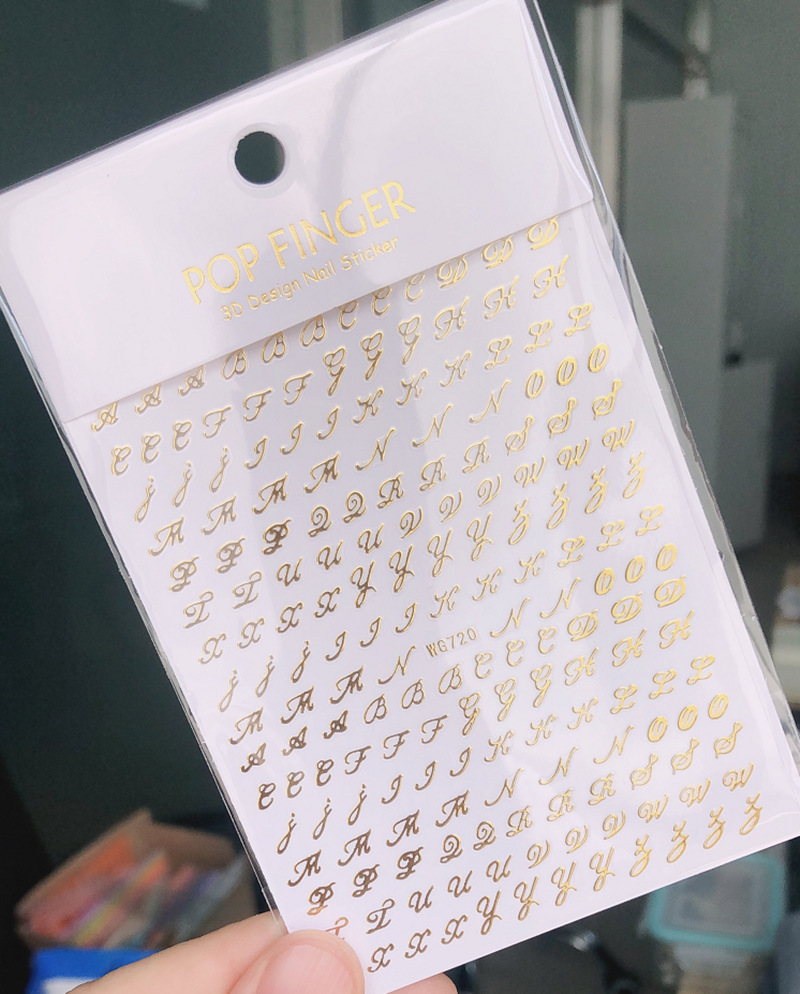 POP FINGER
3D Design Nail Sticker
A A A B B B C C C D D D
E E E F F F G G G H H H
J J J I I I K K K L L L
M M M M N N N O O O
P P P Q Q R R R S S S
T T U U U V V V W W W
X X X X Y Y Y Y Z Z Z Z
J J J I I I K K K L L L
M M M N WG720 N N O O O
A A A B B B C C C D D D
E E E F F F G G G H H H
J J J I I I K K K L L L
M M M M N N N O O O
P P P Q Q R R R S S S
T T U U U V V V W W W
X X X Y Y Y Y Z Z Z Z